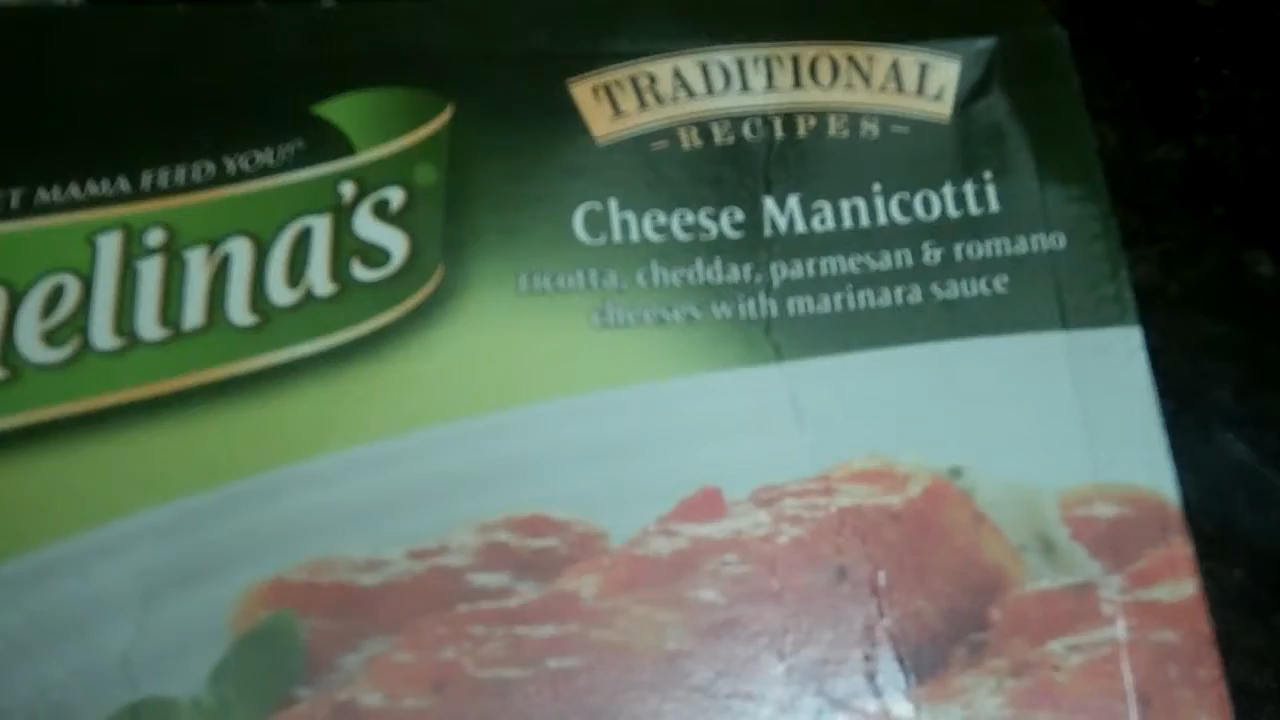 TRADITIONAL
-RECIPES-
MAMA FEED YOU!
elina's
Cheese Manicotti
ricotta, cheddar, parmesan & romano
cheeses with marinara sauce